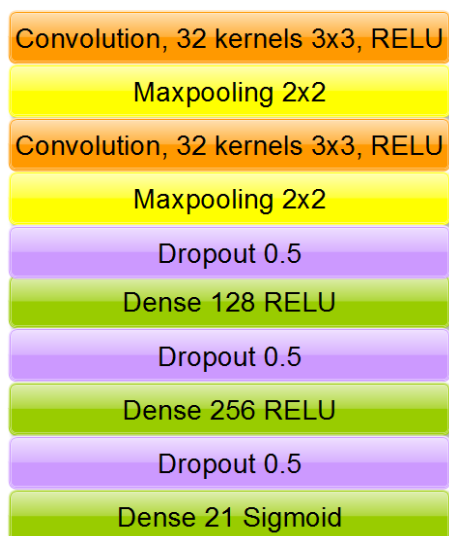 Convolution, 32 kernels 3x3, RELU
Maxpooling 2x2
Convolution, 32 kernels 3x3, RELU
Maxpooling 2x2
Dropout 0.5
Dense 128 RELU
Dropout 0.5
Dense 256 RELU
Dropout 0.5
Dense 21 Sigmoid